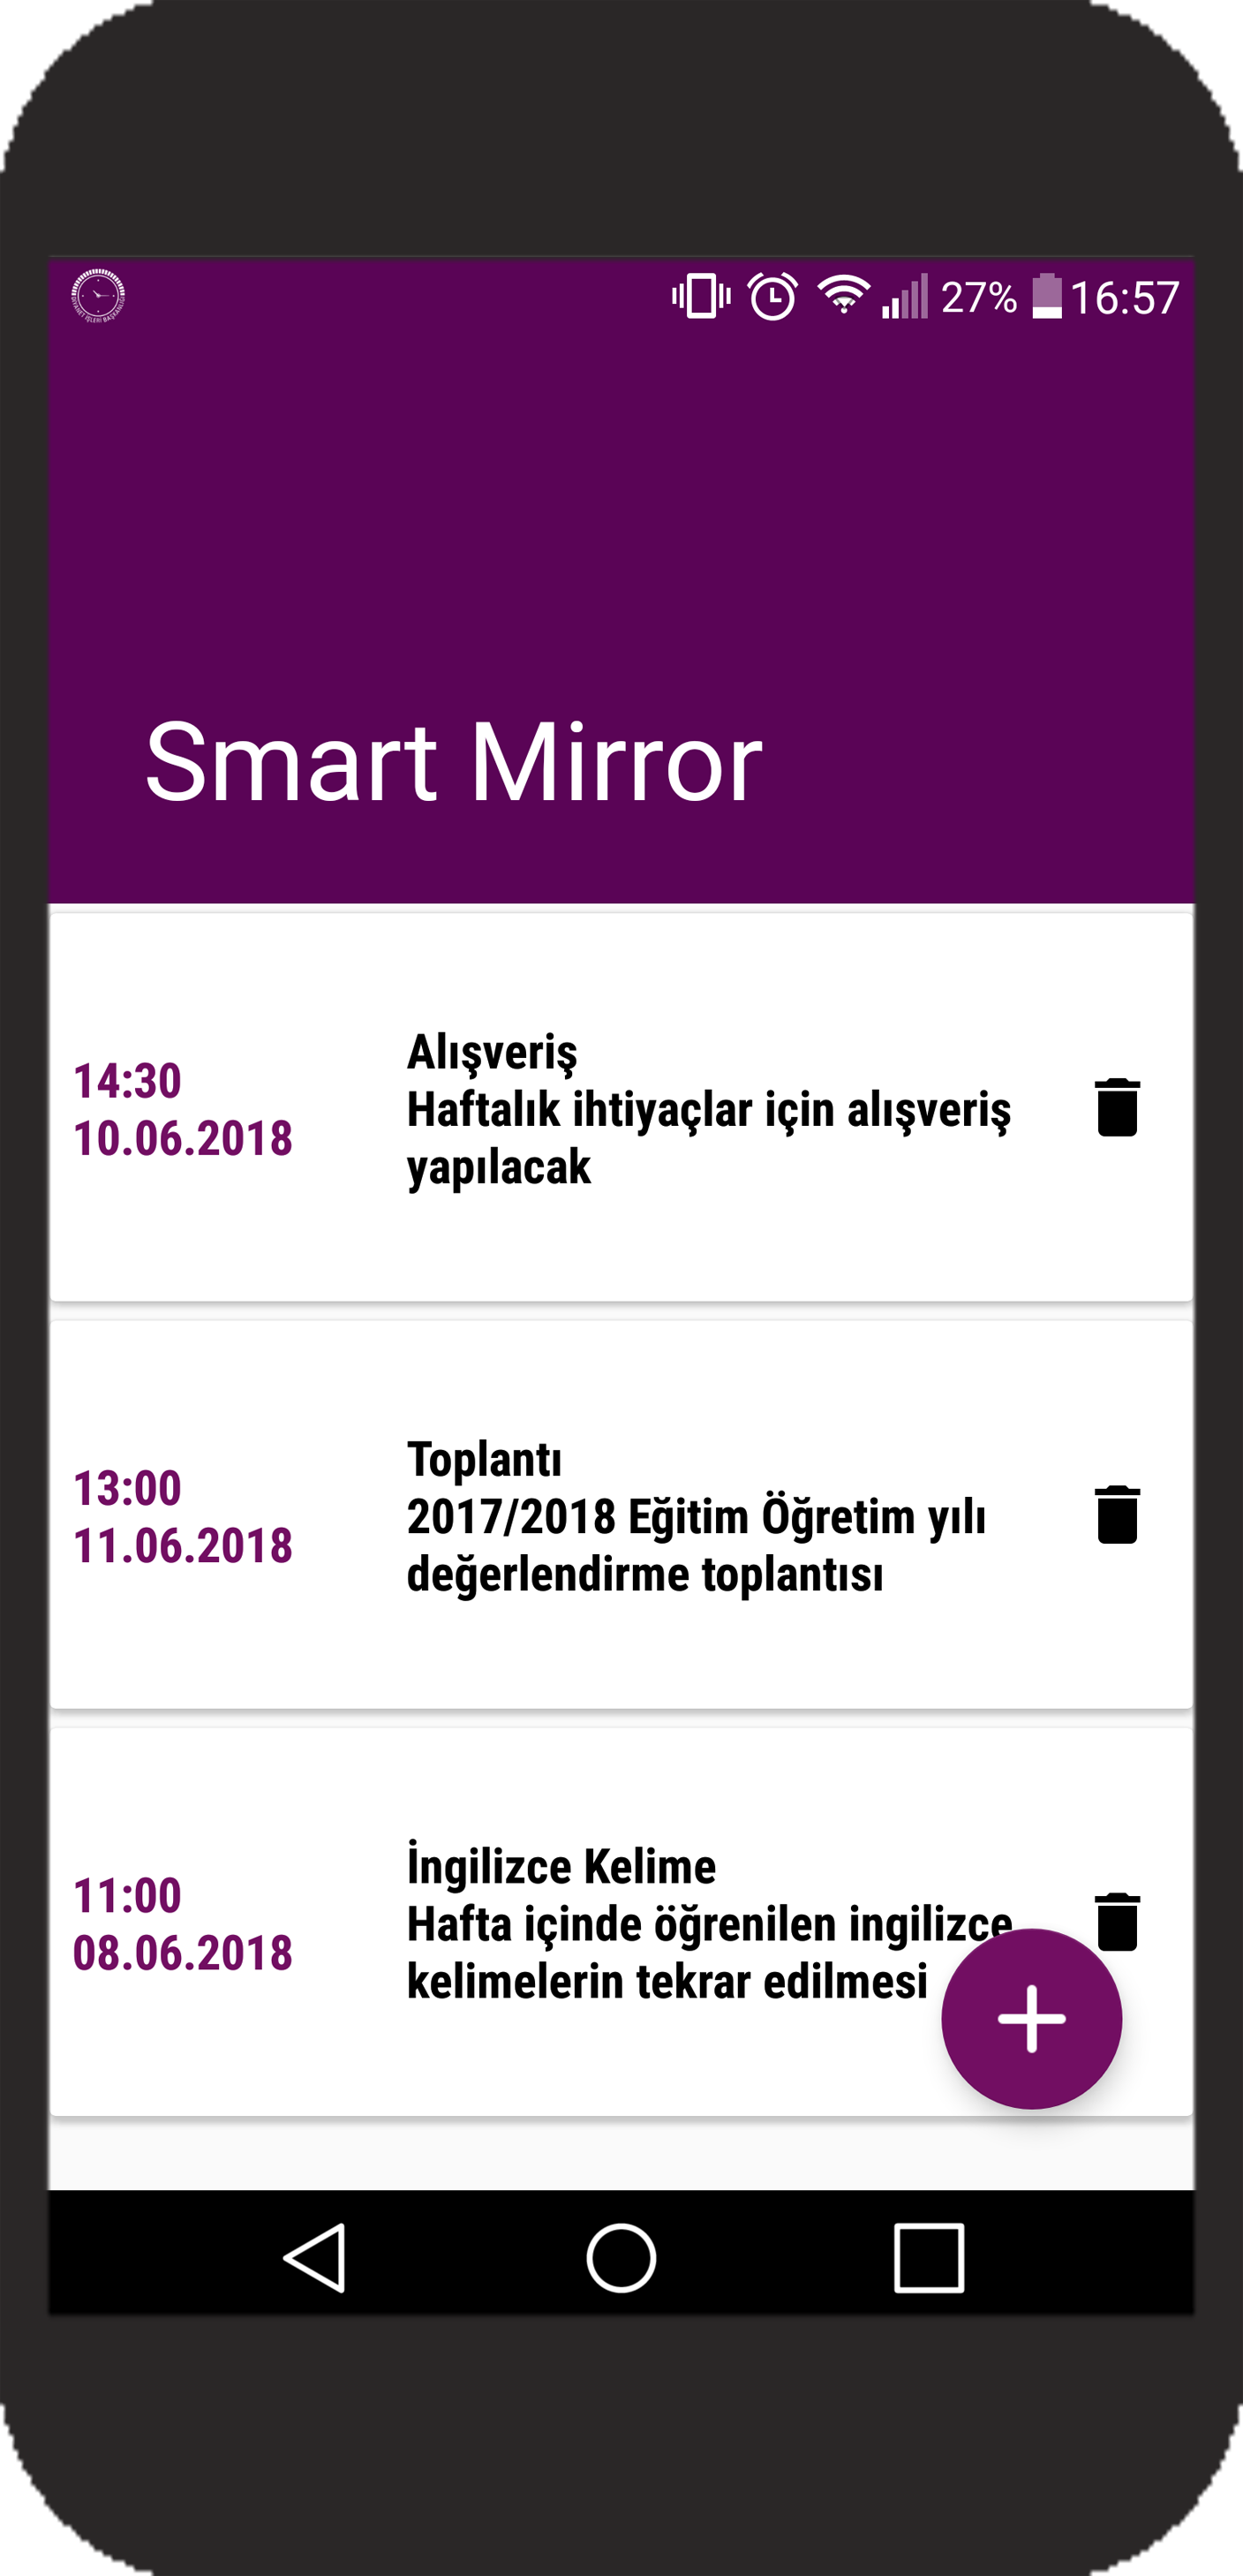 27% 16:57
Smart Mirror
14:30
10.06.2018
Alışveriş
Haftalık ihtiyaçlar için alışveriş
yapılacak
13:00
11.06.2018
Toplantı
2017/2018 Eğitim Öğretim yılı
değerlendirme toplantısı
11:00
08.06.2018
İngilizce Kelime
Hafta içinde öğrenilen ingilizce
kelimelerin tekrar edilmesi